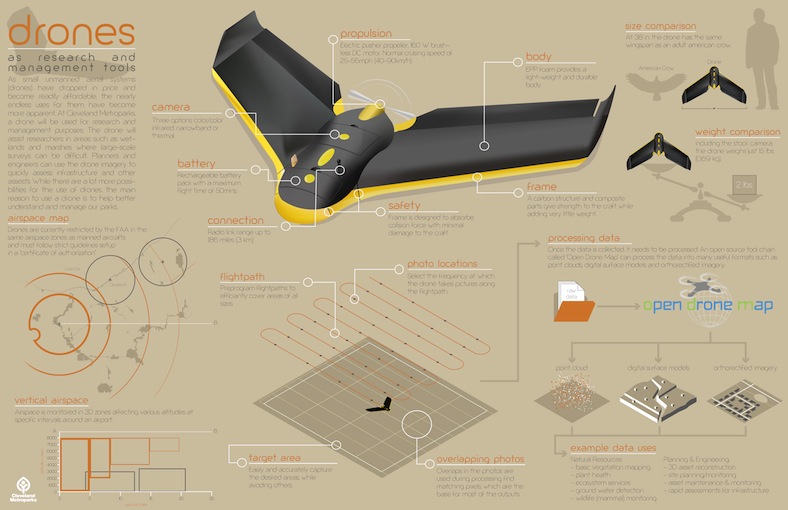 drones
as research and
management tools
As small unmanned aerial systems
(drones) have dropped in price and
become readily affordable, the nearly
endless uses for them have become
more apparent. At Cleveland Metroparks,
a drone will be used for research and
management purposes. The drone will
assist researchers in areas such as wet-
lands and marshes where large-scale
surveys can be difficult. Planners and
engineers can use the drone imagery to
quickly assess infrastructure and other
assets. While there are a lot more possi-
bilities for the use of drones, the main
reason to use a drone is to help better
understand and manage our parks.
propulsion
Electric pusher propeller, 160 W brush-
less DC motor. Normal cruising speed of
25-56mph (40-90km/h)
body
EPP foam provides a
light-weight and durable
body
camera
Three options: color,
infrared, narrowband or
thermal
battery
Rechargeable battery
pack with a maximum
flight time of 50mins
connection
Radio link range up to
1.86 miles (3 km)
safety
Frame is designed to absorb
collision force with minimal
damage to the craft
frame
A carbon structure and composite
parts give strength to the craft while
adding very little weight
size comparison
At 38 in. the drone has the same
wingspan as an adult american crow.
American Crow
Drone
weight comparison
Including the stock camera,
the drone weighs just 1.5 lbs
(.689 kg)
2 lbs
airspace map
Drones are currently restricted by the FAA in the
same airspace zones as manned aircrafts
and must follow strict guidelines setup
in a 'certificate of authorization'
vertical airspace
Airspace is monitored in 3D zones affecting various altitudes at
specific intervals around an airport
flightpath
Preprogram flightpaths to
efficiently cover areas of all
sizes
photo locations
Select the frequency at which
the drone takes pictures along
the flightpath
target area
Easily and accurately capture
the desired areas, while
avoiding others.
overlapping photos
Overlaps in the photos are
used during processing find
matching pixels, which are the
base for most of the outputs
processing data
Once the data is collected, it needs to be processed. An open source tool chain
called 'Open Drone Map' can process the data into many useful formats such as
point clouds, digital surface models and orthorectified imagery.
raw
data
open drone map
point cloud
digital surface models
orthorectified imagery
example data uses
Natural Resources
- basic vegetation mapping
- plant health
- ecosystem services
- ground water detection
- wildlife (mammal) monitoring
Planning & Engineering
- 3D asset reconstruction
- site planning/monitoring
- asset maintenance & monitoring
- rapid assessments for infrastructure
Cleveland
Metroparks